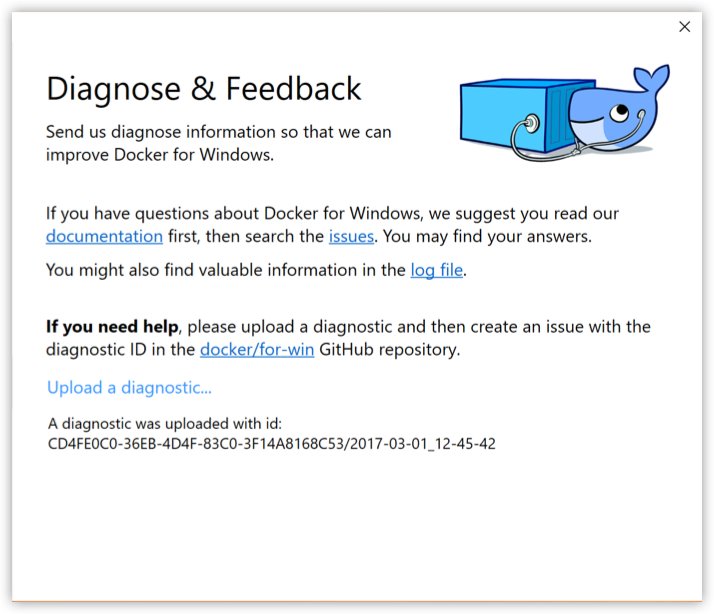 Diagnose & Feedback
Send us diagnose information so that we can
improve Docker for Windows.
If you have questions about Docker for Windows, we suggest you read our
documentation first, then search the issues. You may find your answers.
You might also find valuable information in the log file.
If you need help, please upload a diagnostic and then create an issue with the
diagnostic ID in the docker/for-win GitHub repository.
Upload a diagnostic...
A diagnostic was uploaded with id:
CD4FE0C0-36EB-4D4F-83C0-3F14A8168C53/2017-03-01_12-45-42